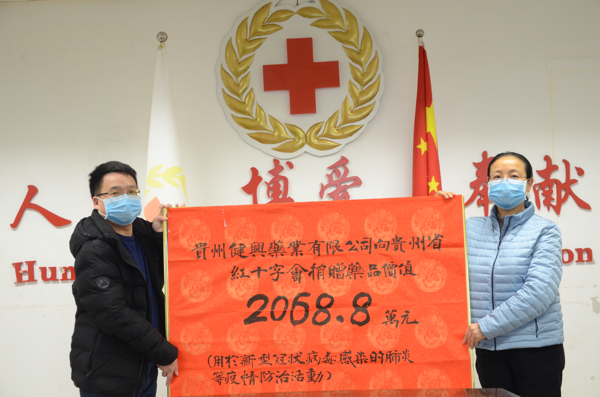 人 博愛 奉献
Hum on
貴州健興藥業有限公司向貴州省
紅十字會捐贈藥品價值
2068.8 萬元
(用於新型冠狀病毒感染的肺炎
等疫情防治活動)